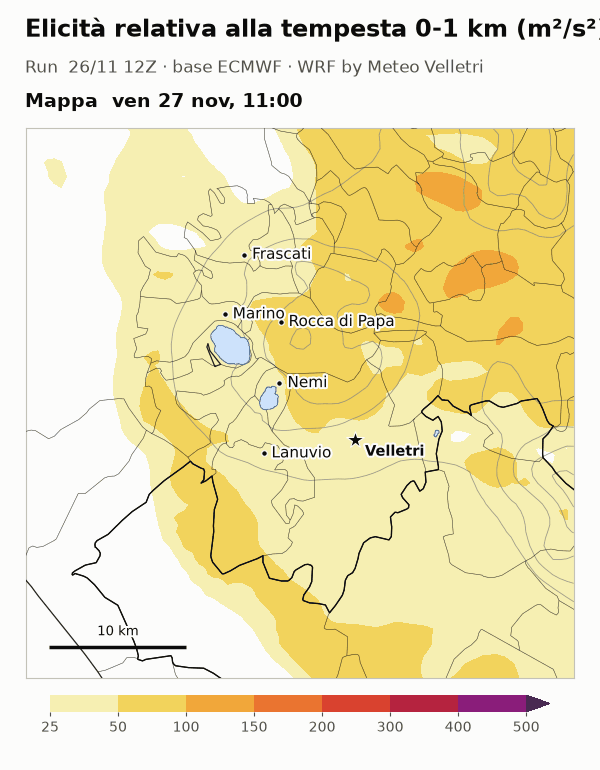 Elicità relativa alla tempesta 0-1 km (m²/s²)
Run  26/11 12Z · base ECMWF · WRF by Meteo Velletri
Mappa  ven 27 nov, 11:00
Frascati
Marino
Rocca di Papa
Nemi
Velletri
Lanuvio
10 km
25 50 100 150 200 300 400 500